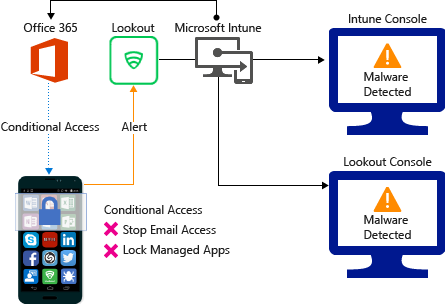 Office 365
Lookout
Microsoft Intune
Intune Console
Malware
Detected
Conditional Access
Alert
Lookout Console
Malware
Detected
Conditional Access
Stop Email Access
Lock Managed Apps